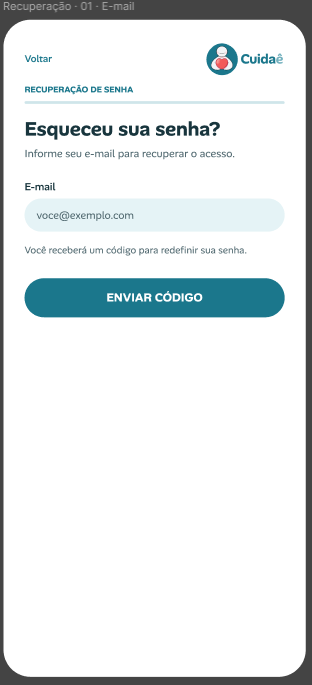 Recuperação · 01 · E-mail
Voltar
Cuidaê
RECUPERAÇÃO DE SENHA
Esqueceu sua senha?
Informe seu e-mail para recuperar o acesso.
E-mail
voce@exemplo.com
Você receberá um código para redefinir sua senha.
ENVIAR CÓDIGO